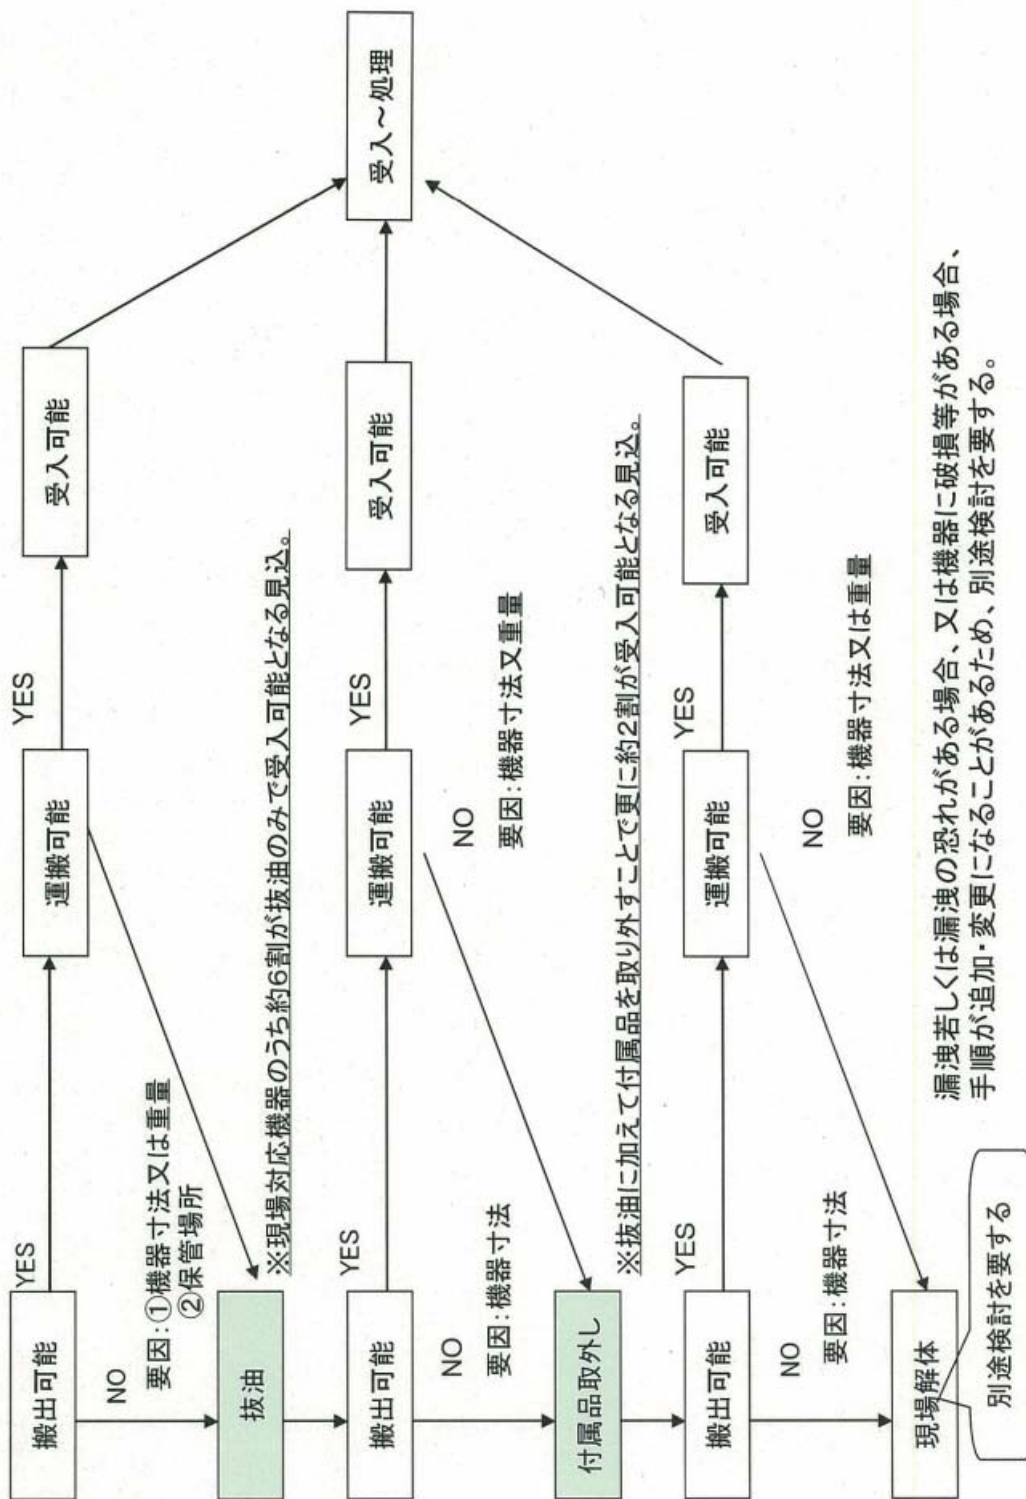 搬出可能
YES
運搬可能
YES
受入可能
受入～処理
NO
要因：①機器寸法又は重量
②保管場所
抜油
※現場対応機器のうち約6割が抜油のみで受入可能となる見込。
搬出可能
YES
運搬可能
YES
受入可能
NO
要因：機器寸法
NO
要因：機器寸法又重量
付属品取外し
※抜油に加えて付属品を取り外すことで更に約2割が受入可能となる見込。
搬出可能
YES
運搬可能
YES
受入可能
NO
要因：機器寸法
NO
要因：機器寸法又は重量
現場解体
別途検討を要する
漏洩若しくは漏洩の恐れがある場合、又は機器に破損等がある場合、
手順が追加・変更になることがあるため、別途検討を要する。